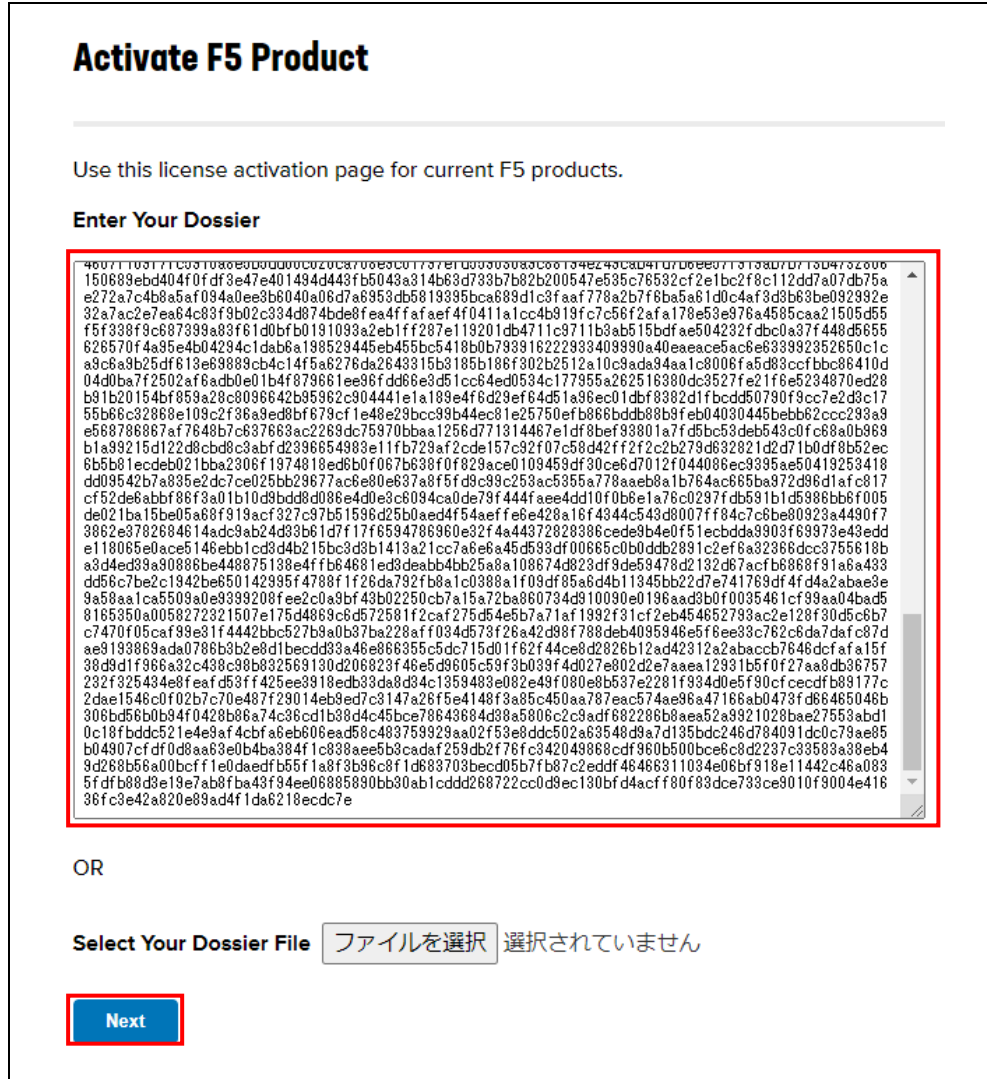 Activate F5 Product
Use this license activation page for current F5 products.
Enter Your Dossier
150689ebd404f0fdf3e47e401494d443fb5043a314b63d733b7b82b200547e535c76532cf2e1bc2f8c112dd7a07db75a
e272a7c4b8a5af094a0ee3b6040a06d7a6953db5819395bca689d1c3faaf778a2b7f6ba5a61d0c4af3d3b63be092992e
32a7ac2e7ea64c83f9b02c334d874bde8fea4ffafaef4f0411a1cc4b919fc7c56f2afa178e53e976a4585caa21505d55
f5f338f9c687399a83f61d0bfb0191093a2eb1ff287e119201db4711c9711b3ab515bdfae504232fdbc0a37f448d5655
626570f4a95e4b04294c1dab6a198529445eb455bc5418b0b793916222933409990a40eaeace5ac6e633992352650c1c
a9c6a9b25df613e69889cb4c14f5a6276da2643315b3185b186f302b2512a10c9ada94aa1c8006fa5d83ccfbbc86410d
04d0ba7f2502af6adb0e01b4f879661ee96fdd66e3d51cc64ed0534c177955a262516380dc3527fe21f6e5234870ed28
b91b20154bf859a28c8096642b95962c904441e1a189e4f6d29ef64d51a96ec01dbf8382d1fbcdd50790f9cc7e2d3c17
55b66c32868e109c2f36a9ed8bf679cf1e48e29bcc99b44ec81e25750efb866bddb88b9feb04030445bebb62ccc293a9
e568786867af7648b7c637663ac2269dc75970bbaa1256d771314467e1df8bef93801a7fd5bc53deb543c0fc68a0b969
b1a99215d122d8cbd8c3abfd2396654983e11fb729af2cde157c92f07c58d42ff2f2c2b279d632821d2d71b0df8b52ec
6b5b81ecdeb021bba2306f1974818ed6b0f067b638f0f829ace0109459df30ce6d7012f044086ec9395ae50419253418
dd09542b7a835e2dc7ce025bb29677ac6e80e637a8f5fd9c99c253ac5355a778aaeb8a1b764ac665ba972d96d1afc817
cf52de6abbf86f3a01b10d9bdd8d086e4d0e3c6094ca0de79f444faee4dd10f0b6e1a76c0297fdb591b1d5986bb6f005
de021ba15be05a68f919acf327c97b51596d25b0aed4f54aeffe6e428a16f4344c543d8007ff84c7c6be80923a4490f7
3862e3782684614adc9ab24d33b61d7f17f6594786960e32f4a44372828386cede9b4e0f51ecbdda9903f69973e43edd
e118065e0ace5146ebb1cd3d4b215bc3d3b1413a21cc7a6e6a45d593df00665c0b0ddb2891c2ef6a32366dcc3755618b
a3d4ed39a90886be448875138e4ffb64681ed3deabb4bb25a8a108674d823df9de59478d2132d67acfb6868f91a6a433
dd56c7be2c1942be650142995f4788f1f26da792fb8a1c0388a1f09df85a6d4b11345bb22d7e741769df4fd4a2abae3e
9a58aa1ca5509a0e9399208fee2c0a9bf43b02250cb7a15a72ba860734d910090e0196aad3b0f0035461cf99aa04bad5
8165350a0058272321507e175d4869c6d572581f2caf275d54e5b7a71af1992f31cf2eb454652793ac2e128f30d5c6b7
c7470f05caf99e31f4442bbc527b9a0b37ba228aff034d573f26a42d98f788deb4095946e5f6ee33c762c6da7dafc87d
ae9193869ada0786b3b2e8d1becdd33a46e866355c5dc715d01f62f44ce8d2826b12ad42312a2abaccb7646dcfafa15f
38d9d1f966a32c438c98b832569130d206823f46e5d9605c59f3b039f4d027e802d2e7aaea12931b5f0f27aa8db36757
232f325434e8feafd53ff425ee3918edb33da8d34c1359483e082e49f080e8b537e2281f934d0e5f90cfcecdfb89177c
2dae1546c0f02b7c70e487f29014eb9ed7c3147a26f5e4148f3a85c450aa787eac574ae96a47166ab0473fd66465046b
306bd56b0b94f0428b86a74c36cd1b38d4c45bce78643684d38a5806c2c9adf682286b8aea52a9921028bae27553abd1
0c18fbddc521e4e9af4cbfa6eb606ead58c483759929aa02f53e8ddc502a63548d9a7d135bdc246d784091dc0c79ae85
b04907cfdf0d8aa63e0b4ba384f1c838aee5b3cadaf259db2f76fc342049868cdf960b500bce6c8d2237c33583a38eb4
9d268b56a00bcff1e0daedfb55f1a8f3b96c8f1d683703becd05b7fb87c2eddf46466311034e06bf918e11442c46a083
5fdfb88d3e19e7ab8fba43f94ee06885890bb30ab1cddd268722cc0d9ec130bfd4acff80f83dce733ce9010f9004e416
36fc3e42a820e89ad4f1da6218ecdc7e
OR
Select Your Dossier File ファイルを選択 選択されていません
Next